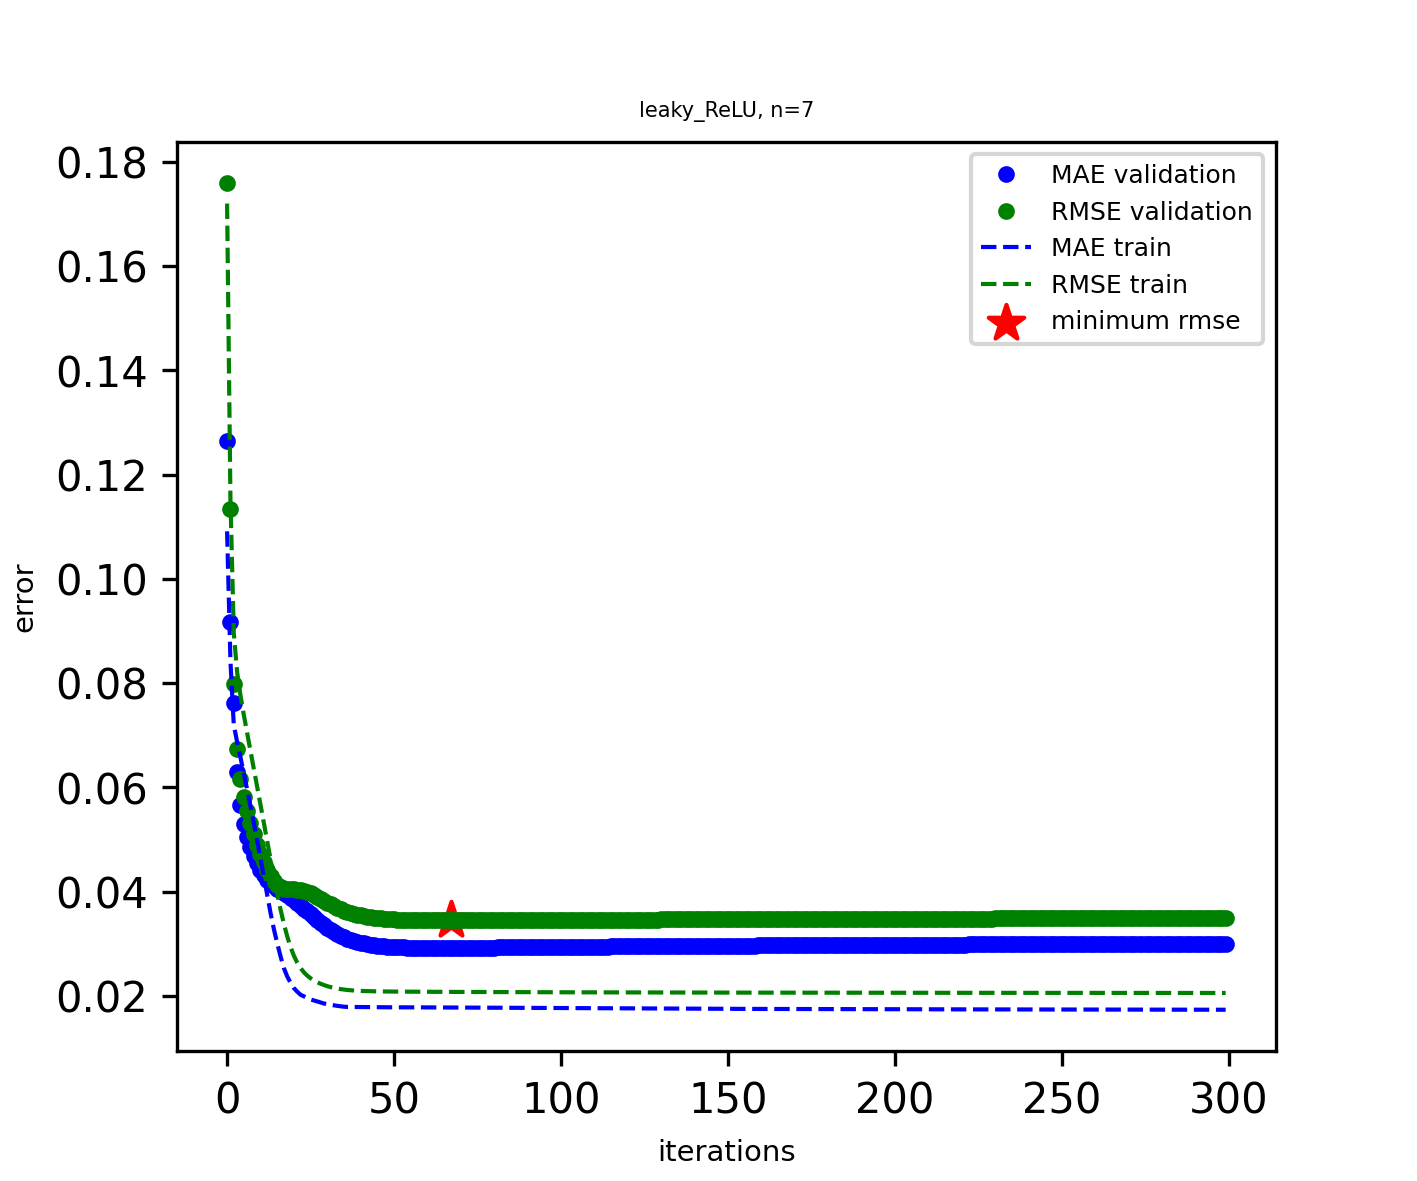 leaky_ReLU, n=7
0.18
0.16
0.14
0.12
0.10
0.08
0.06
0.04
0.02
error
MAE validation
RMSE validation
MAE train
RMSE train
minimum rmse
0 50 100 150 200 250 300
iterations